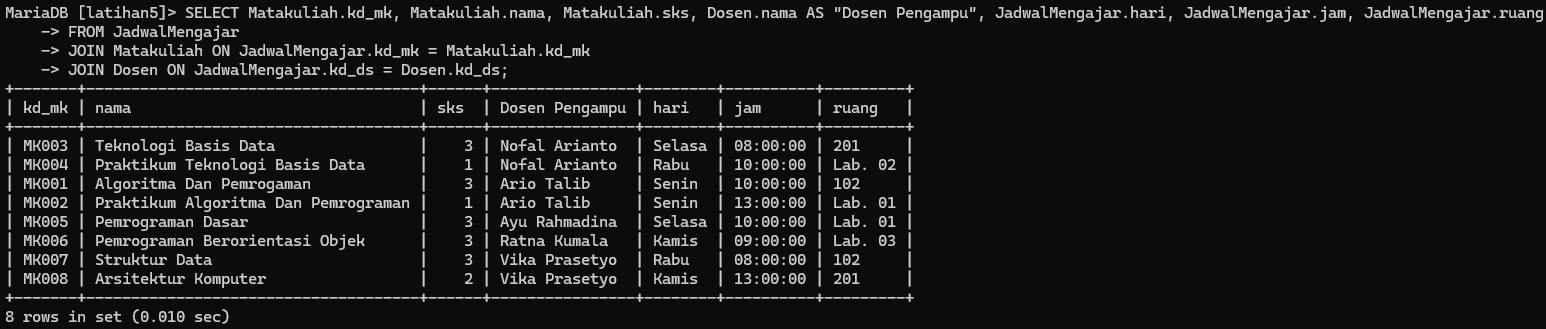 MariaDB [latihan5]> SELECT Matakuliah.kd_mk, Matakuliah.nama, Matakuliah.sks, Dosen.nama AS "Dosen Pengampu", JadwalMengajar.hari, JadwalMengajar.jam, JadwalMengajar.ruang
    -> FROM JadwalMengajar
    -> JOIN Matakuliah ON JadwalMengajar.kd_mk = Matakuliah.kd_mk
    -> JOIN Dosen ON JadwalMengajar.kd_ds = Dosen.kd_ds;
+-------+-------------------------------------+------+----------------+--------+----------+---------+
| kd_mk | nama                                | sks  | Dosen Pengampu | hari   | jam      | ruang   |
+-------+-------------------------------------+------+----------------+--------+----------+---------+
| MK003 | Teknologi Basis Data                |    3 | Nofal Arianto  | Selasa | 08:00:00 | 201     |
| MK004 | Praktikum Teknologi Basis Data      |    1 | Nofal Arianto  | Rabu   | 10:00:00 | Lab. 02 |
| MK001 | Algoritma Dan Pemrogaman            |    3 | Ario Talib     | Senin  | 10:00:00 | 102     |
| MK002 | Praktikum Algoritma Dan Pemrograman |    1 | Ario Talib     | Senin  | 13:00:00 | Lab. 01 |
| MK005 | Pemrograman Dasar                   |    3 | Ayu Rahmadina  | Selasa | 10:00:00 | Lab. 01 |
| MK006 | Pemrograman Berorientasi Objek      |    3 | Ratna Kumala   | Kamis  | 09:00:00 | Lab. 03 |
| MK007 | Struktur Data                       |    3 | Vika Prasetyo  | Rabu   | 08:00:00 | 102     |
| MK008 | Arsitektur Komputer                 |    2 | Vika Prasetyo  | Kamis  | 13:00:00 | 201     |
+-------+-------------------------------------+------+----------------+--------+----------+---------+
8 rows in set (0.010 sec)